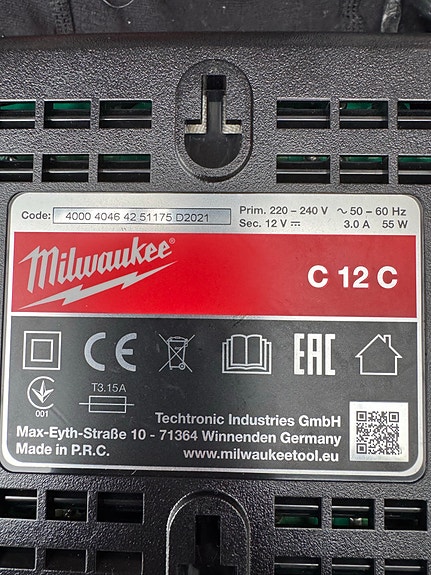 Code: 4000 4046 42 51175 D2021
Prim. 220 – 240 V ~ 50 – 60 Hz
Sec. 12 V ⎓ 3.0 A 55 W
Milwaukee®
C 12 C
CE
EAC
001
T3.15A
Techtronic Industries GmbH
Max-Eyth-Straße 10 - 71364 Winnenden Germany
Made in P.R.C. www.milwaukeetool.eu